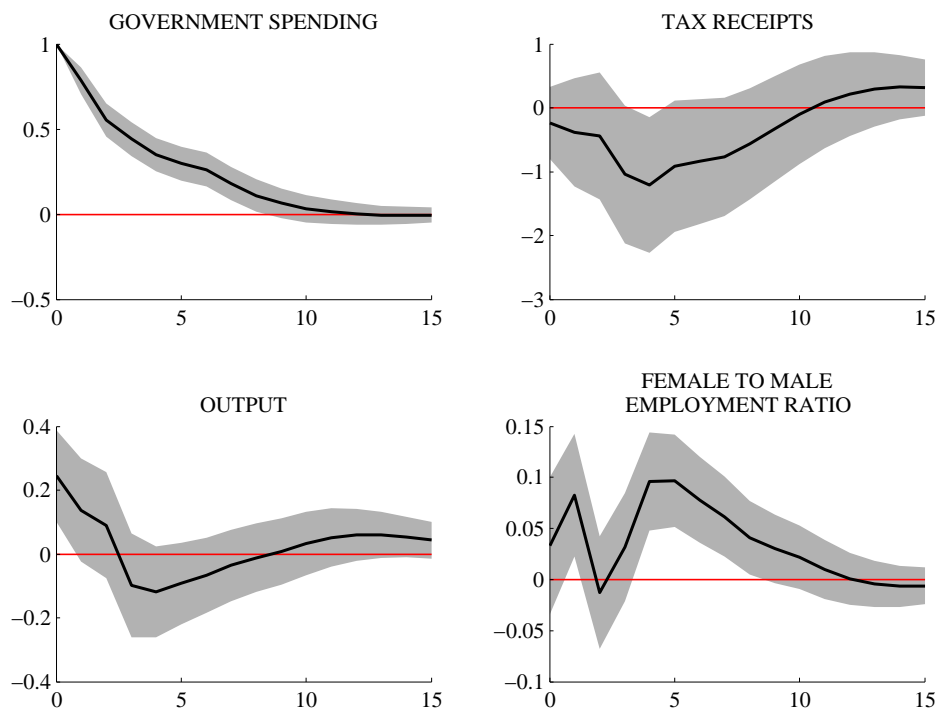 GOVERNMENT SPENDING
1
0.5
0
–0.5
0 5 10 15
TAX RECEIPTS
1
0
–1
–2
–3
0 5 10 15
OUTPUT
0.4
0.2
0
–0.2
–0.4
0 5 10 15
FEMALE TO MALE
EMPLOYMENT RATIO
0.15
0.1
0.05
0
–0.05
–0.1
0 5 10 15